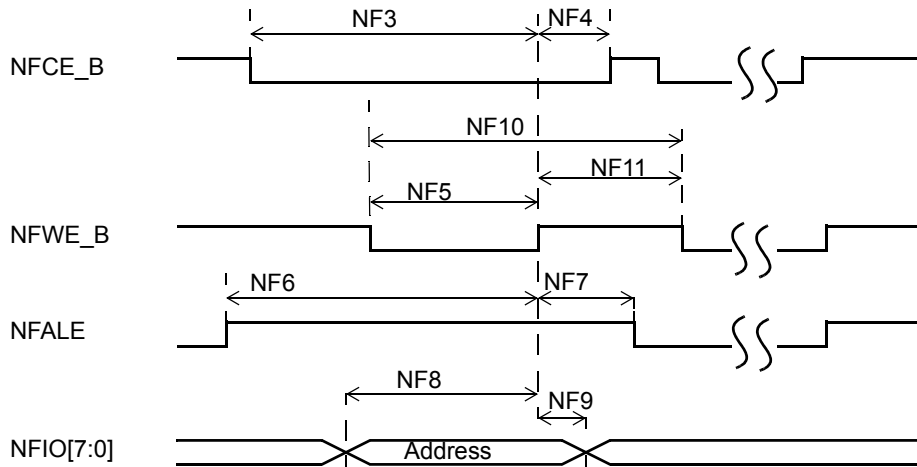 NF3
NF4
NFCE_B
NF10
NF11
NF5
NFWE_B
NF6
NF7
NFALE
NF8
NF9
NFIO[7:0]
Address